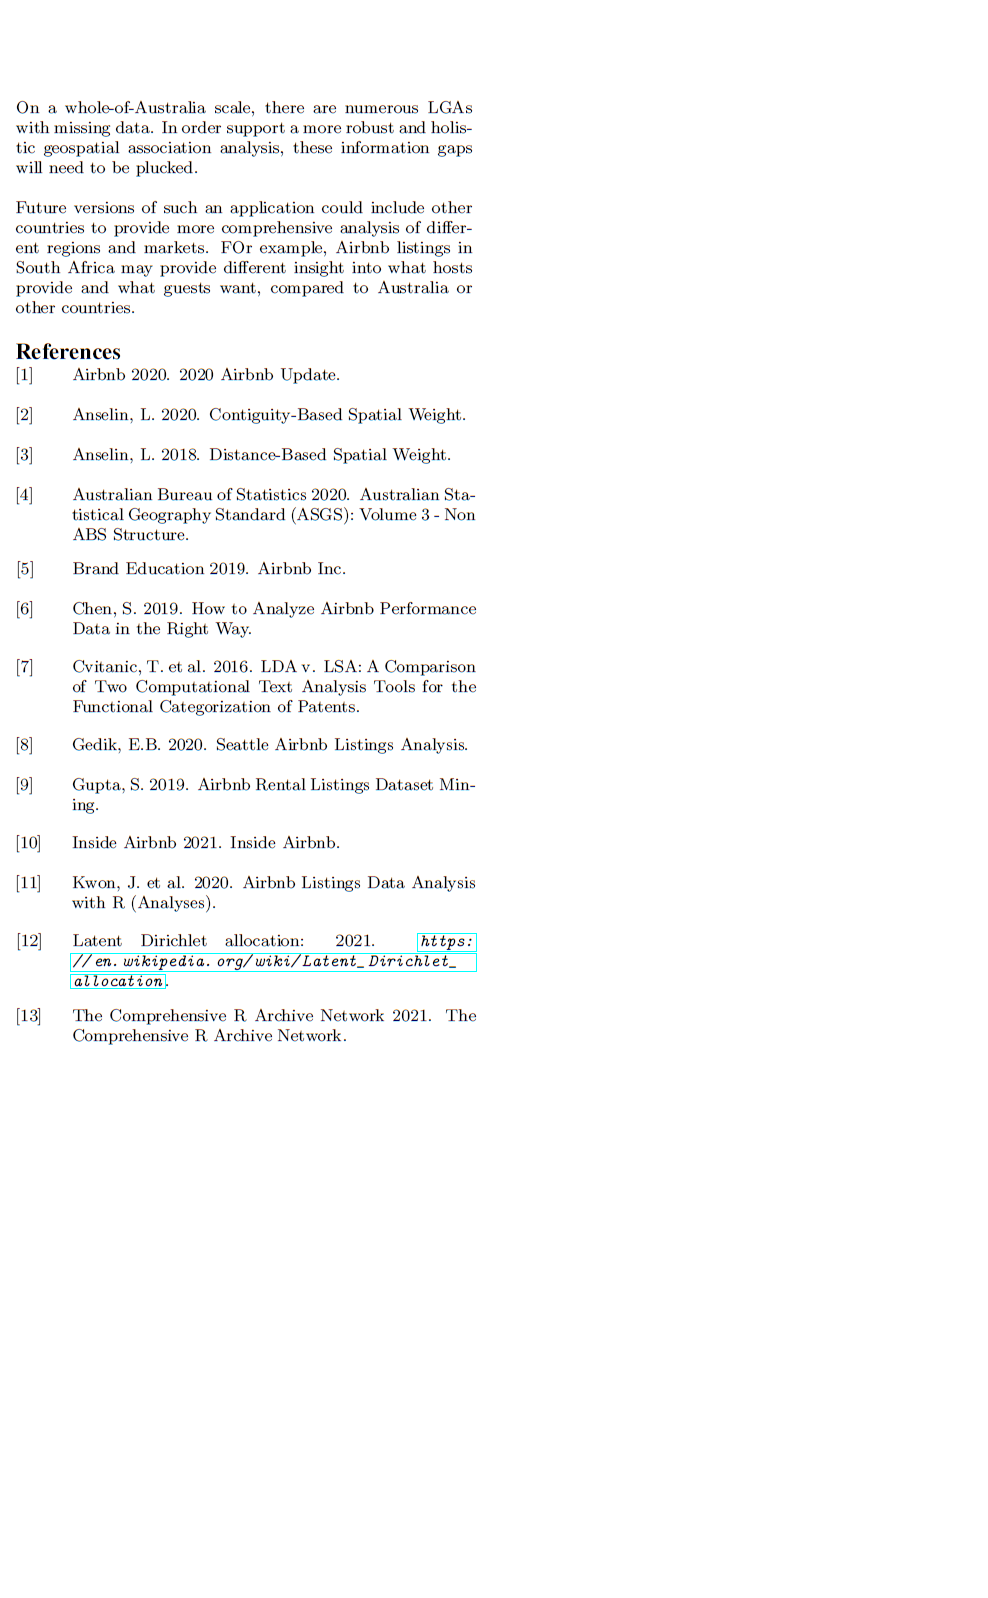 On a whole-of-Australia scale, there are numerous LGAs
with missing data. In order support a more robust and holis-
tic geospatial association analysis, these information gaps
will need to be plucked.
Future versions of such an application could include other
countries to provide more comprehensive analysis of differ-
ent regions and markets. FOr example, Airbnb listings in
South Africa may provide different insight into what hosts
provide and what guests want, compared to Australia or
other countries.
References
[1] Airbnb 2020. 2020 Airbnb Update.
[2] Anselin, L. 2020. Contiguity-Based Spatial Weight.
[3] Anselin, L. 2018. Distance-Based Spatial Weight.
[4] Australian Bureau of Statistics 2020. Australian Sta-
tistical Geography Standard (ASGS): Volume 3 - Non
ABS Structure.
[5] Brand Education 2019. Airbnb Inc.
[6] Chen, S. 2019. How to Analyze Airbnb Performance
Data in the Right Way.
[7] Cvitanic, T. et al. 2016. LDA v. LSA: A Comparison
of Two Computational Text Analysis Tools for the
Functional Categorization of Patents.
[8] Gedik, E.B. 2020. Seattle Airbnb Listings Analysis.
[9] Gupta, S. 2019. Airbnb Rental Listings Dataset Min-
ing.
[10] Inside Airbnb 2021. Inside Airbnb.
[11] Kwon, J. et al. 2020. Airbnb Listings Data Analysis
with R (Analyses).
[12] Latent Dirichlet allocation: 2021. https:
//en.wikipedia.org/wiki/Latent_Dirichlet_
allocation.
[13] The Comprehensive R Archive Network 2021. The
Comprehensive R Archive Network.